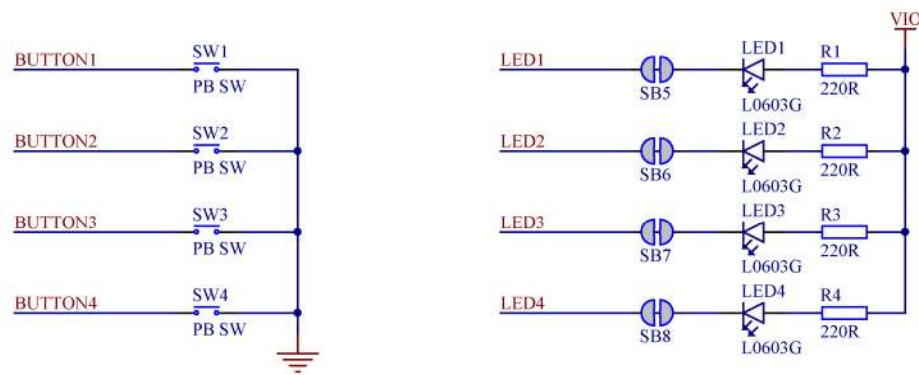 BUTTON1
SW1
PB SW
BUTTON2
SW2
PB SW
BUTTON3
SW3
PB SW
BUTTON4
SW4
PB SW
VIO
LED1
SB5
LED1
L0603G
R1
220R
LED2
SB6
LED2
L0603G
R2
220R
LED3
SB7
LED3
L0603G
R3
220R
LED4
SB8
LED4
L0603G
R4
220R